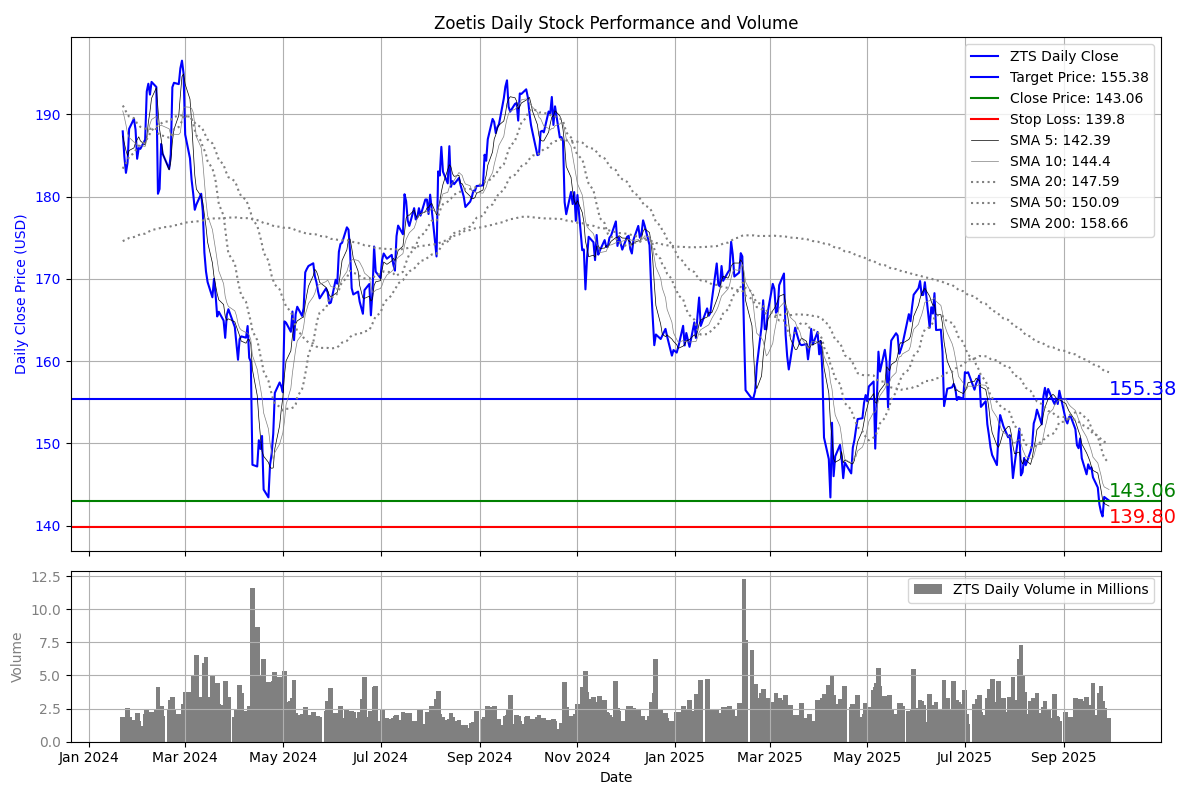 Zoetis Daily Stock Performance and Volume
Daily Close Price (USD)
190
180
170
160
150
140
ZTS Daily Close
Target Price: 155.38
Close Price: 143.06
Stop Loss: 139.8
SMA 5: 142.39
SMA 10: 144.4
SMA 20: 147.59
SMA 50: 150.09
SMA 200: 158.66
155.38
143.06
139.80
Volume
12.5
10.0
7.5
5.0
2.5
0.0
ZTS Daily Volume in Millions
Jan 2024 Mar 2024 May 2024 Jul 2024 Sep 2024 Nov 2024 Jan 2025 Mar 2025 May 2025 Jul 2025 Sep 2025
Date